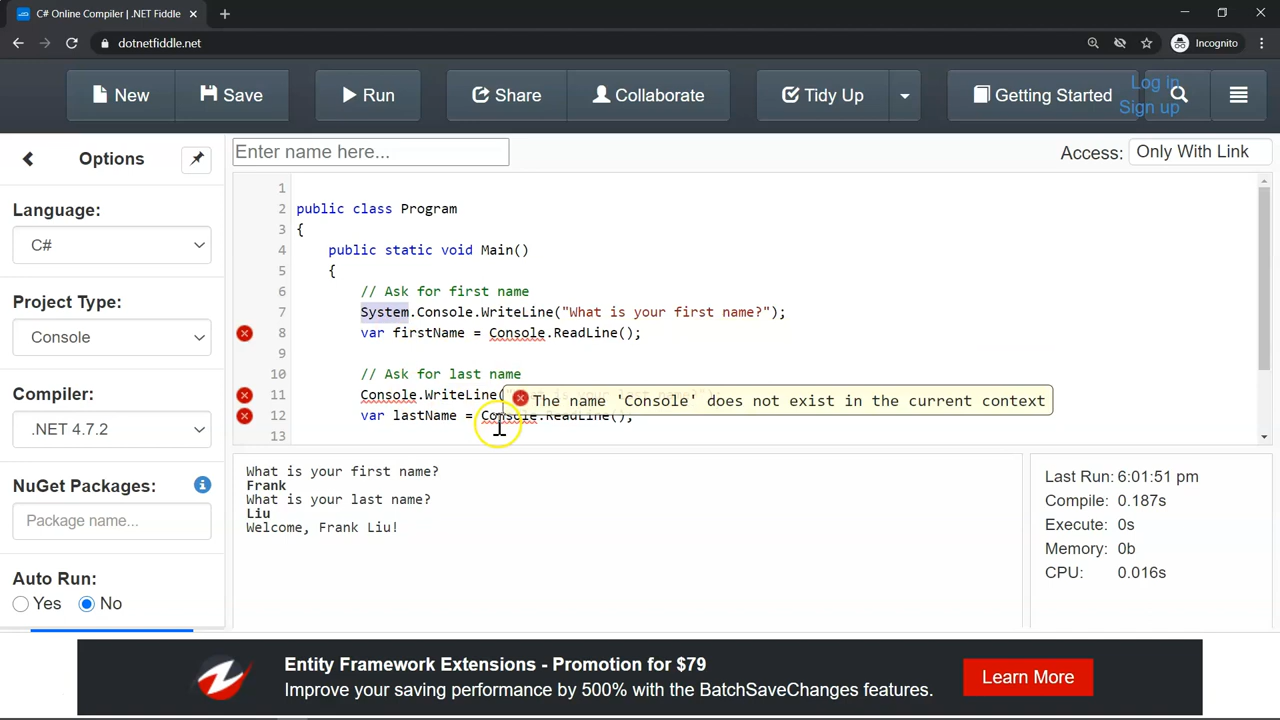 C# Online Compiler | .NET Fiddle
dotnetfiddle.net
Incognito
New
Save
Run
Share
Collaborate
Tidy Up
Getting Started
Log in
Sign up
Options
Enter name here...
Access:
Only With Link
Language:
C#
Project Type:
Console
Compiler:
.NET 4.7.2
NuGet Packages:
Package name...
Auto Run:
Yes
No
1
2 public class Program
3 {
4 public static void Main()
5 {
6 // Ask for first name
7 System.Console.WriteLine("What is your first name?");
8 var firstName = Console.ReadLine();
9
10 // Ask for last name
11 Console.WriteLine(
The name 'Console' does not exist in the current context
12 var lastName = Console.ReadLine();
13
What is your first name?
Frank
What is your last name?
Liu
Welcome, Frank Liu!
Last Run: 6:01:51 pm
Compile: 0.187s
Execute: 0s
Memory: 0b
CPU: 0.016s
Entity Framework Extensions - Promotion for $79
Improve your saving performance by 500% with the BatchSaveChanges features.
Learn More